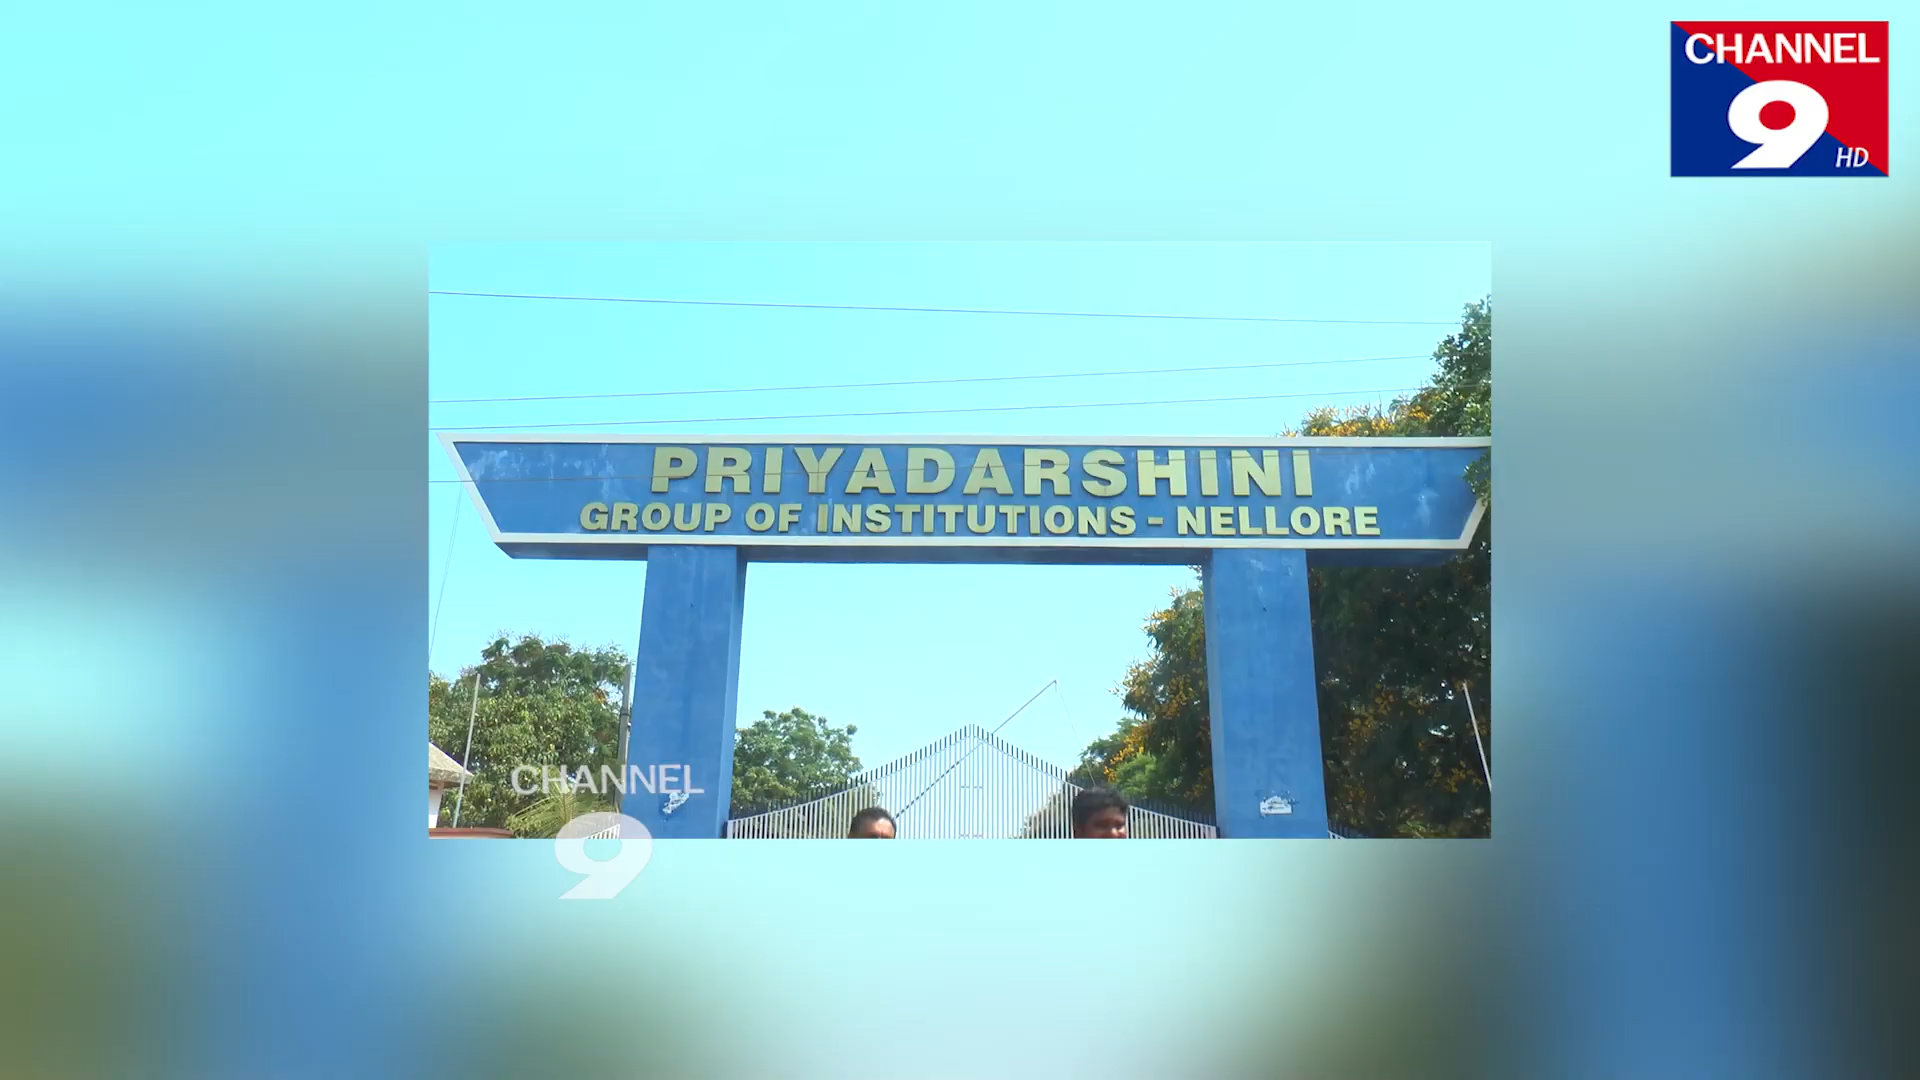 CHANNEL
9
HD
PRIYADARSHINI
GROUP OF INSTITUTIONS - NELLORE
CHANNEL
9